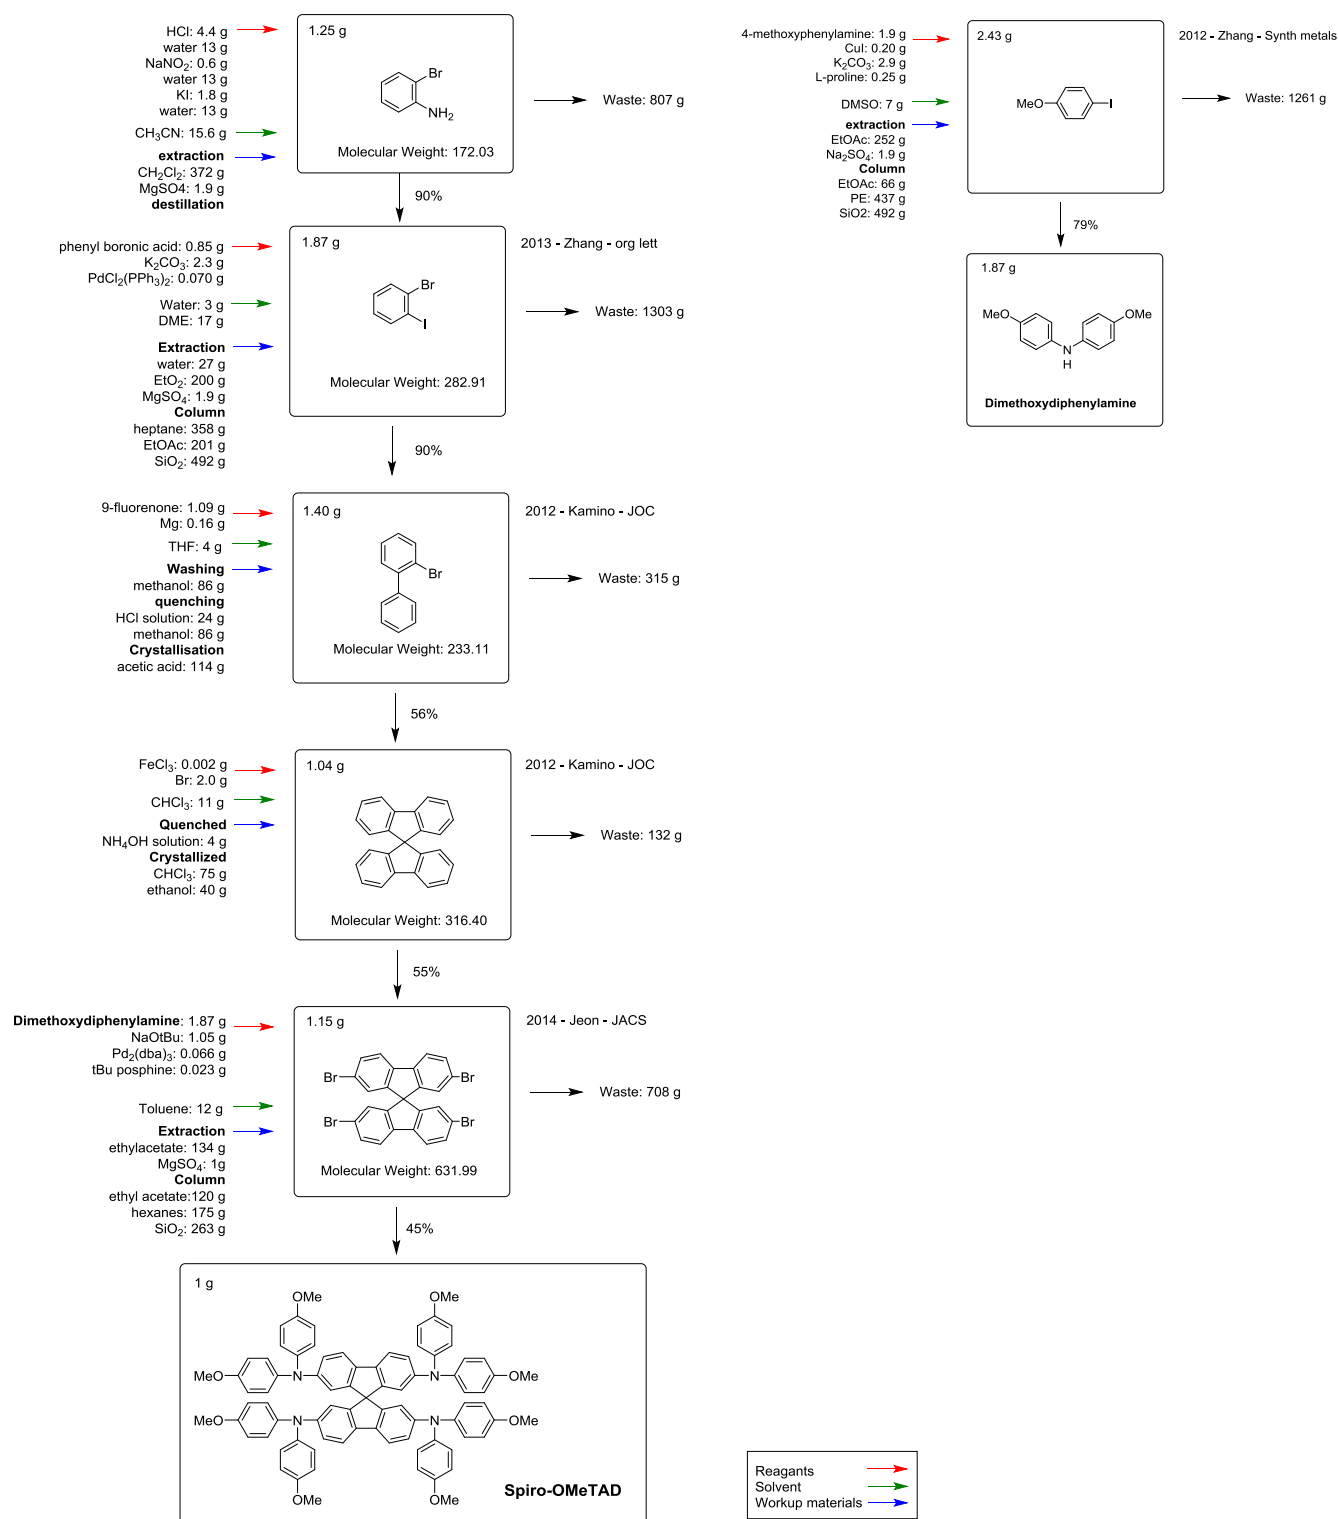 HCl: 4.4 g
water 13 g
NaNO₂: 0.6 g
water 13 g
KI: 1.8 g
water: 13 g
CH₃CN: 15.6 g
extraction
CH₂Cl₂: 372 g
MgSO4: 1.9 g
destillation
1.25 g
Br
NH₂
Molecular Weight: 172.03
Waste: 807 g
90%
phenyl boronic acid: 0.85 g
K₂CO₃: 2.3 g
PdCl₂(PPh₃)₂: 0.070 g
Water: 3 g
DME: 17 g
Extraction
water: 27 g
EtO₂: 200 g
MgSO₄: 1.9 g
Column
heptane: 358 g
EtOAc: 201 g
SiO₂: 492 g
1.87 g
Br
I
Molecular Weight: 282.91
2013 - Zhang - org lett
Waste: 1303 g
90%
9-fluorenone: 1.09 g
Mg: 0.16 g
THF: 4 g
Washing
methanol: 86 g
quenching
HCl solution: 24 g
methanol: 86 g
Crystallisation
acetic acid: 114 g
1.40 g
Br
Molecular Weight: 233.11
2012 - Kamino - JOC
Waste: 315 g
56%
FeCl₃: 0.002 g
Br: 2.0 g
CHCl₃: 11 g
Quenched
NH₄OH solution: 4 g
Crystallized
CHCl₃: 75 g
ethanol: 40 g
1.04 g
Molecular Weight: 316.40
2012 - Kamino - JOC
Waste: 132 g
55%
Dimethoxydiphenylamine: 1.87 g
NaOtBu: 1.05 g
Pd₂(dba)₃: 0.066 g
tBu posphine: 0.023 g
Toluene: 12 g
Extraction
ethylacetate: 134 g
MgSO₄: 1g
Column
ethyl acetate:120 g
hexanes: 175 g
SiO₂: 263 g
1.15 g
Br Br
Br Br
Molecular Weight: 631.99
2014 - Jeon - JACS
Waste: 708 g
45%
1 g
OMe OMe
MeO N N OMe
MeO N N OMe
OMe OMe
Spiro-OMeTAD
4-methoxyphenylamine: 1.9 g
CuI: 0.20 g
K₂CO₃: 2.9 g
L-proline: 0.25 g
DMSO: 7 g
extraction
EtOAc: 252 g
Na₂SO₄: 1.9 g
Column
EtOAc: 66 g
PE: 437 g
SiO2: 492 g
2.43 g
MeO I
2012 - Zhang - Synth metals
Waste: 1261 g
79%
1.87 g
MeO OMe
N
H
Dimethoxydiphenylamine
Reagants
Solvent
Workup materials